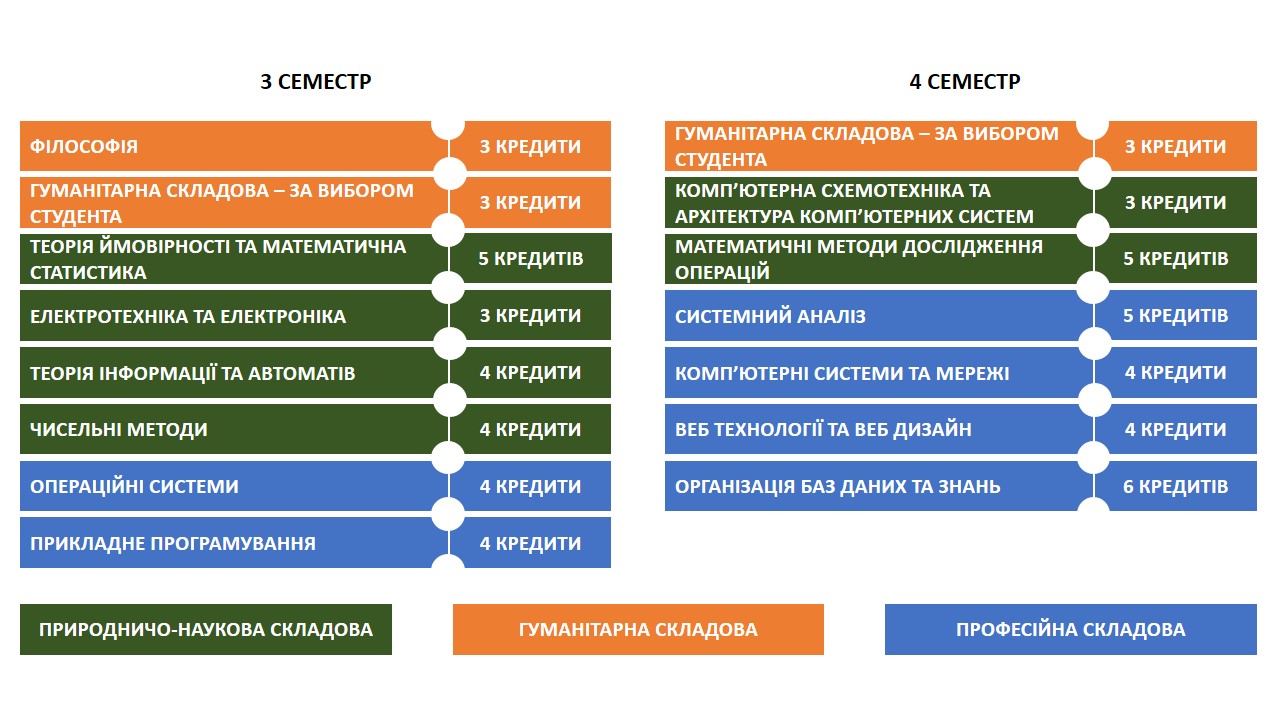 3 СЕМЕСТР
ФІЛОСОФІЯ
3 КРЕДИТИ
ГУМАНІТАРНА СКЛАДОВА – ЗА ВИБОРОМ
СТУДЕНТА
3 КРЕДИТИ
ТЕОРІЯ ЙМОВІРНОСТІ ТА МАТЕМАТИЧНА
СТАТИСТИКА
5 КРЕДИТІВ
ЕЛЕКТРОТЕХНІКА ТА ЕЛЕКТРОНІКА
3 КРЕДИТИ
ТЕОРІЯ ІНФОРМАЦІЇ ТА АВТОМАТІВ
4 КРЕДИТИ
ЧИСЕЛЬНІ МЕТОДИ
4 КРЕДИТИ
ОПЕРАЦІЙНІ СИСТЕМИ
4 КРЕДИТИ
ПРИКЛАДНЕ ПРОГРАМУВАННЯ
4 КРЕДИТИ
4 СЕМЕСТР
ГУМАНІТАРНА СКЛАДОВА – ЗА ВИБОРОМ
СТУДЕНТА
3 КРЕДИТИ
КОМП’ЮТЕРНА СХЕМОТЕХНІКА ТА
АРХІТЕКТУРА КОМП’ЮТЕРНИХ СИСТЕМ
3 КРЕДИТИ
МАТЕМАТИЧНІ МЕТОДИ ДОСЛІДЖЕННЯ
ОПЕРАЦІЙ
5 КРЕДИТІВ
СИСТЕМНИЙ АНАЛІЗ
5 КРЕДИТІВ
КОМП’ЮТЕРНІ СИСТЕМИ ТА МЕРЕЖІ
4 КРЕДИТИ
ВЕБ ТЕХНОЛОГІЇ ТА ВЕБ ДИЗАЙН
4 КРЕДИТИ
ОРГАНІЗАЦІЯ БАЗ ДАНИХ ТА ЗНАНЬ
6 КРЕДИТІВ
ПРИРОДНИЧО-НАУКОВА СКЛАДОВА
ГУМАНІТАРНА СКЛАДОВА
ПРОФЕСІЙНА СКЛАДОВА